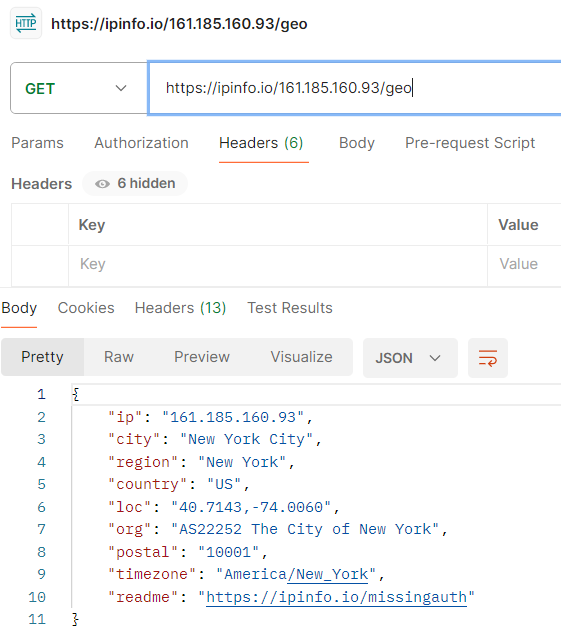 HTTP https://ipinfo.io/161.185.160.93/geo
GET https://ipinfo.io/161.185.160.93/geo
Params Authorization Headers (6) Body Pre-request Script
Headers 6 hidden
Key Value
Key Value
Body Cookies Headers (13) Test Results
Pretty Raw Preview Visualize JSON
1 {
2 "ip": "161.185.160.93",
3 "city": "New York City",
4 "region": "New York",
5 "country": "US",
6 "loc": "40.7143,-74.0060",
7 "org": "AS22252 The City of New York",
8 "postal": "10001",
9 "timezone": "America/New_York",
10 "readme": "https://ipinfo.io/missingauth"
11 }